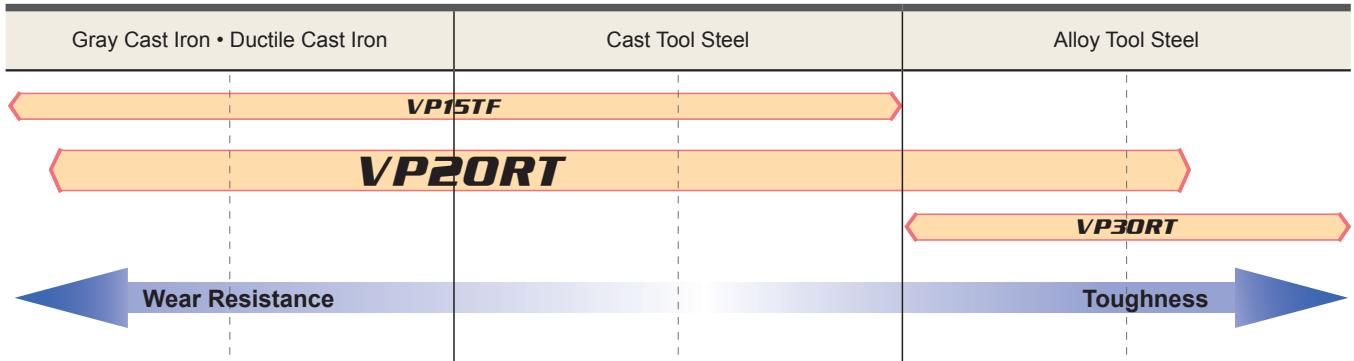 Gray Cast Iron • Ductile Cast Iron
Cast Tool Steel
Alloy Tool Steel
VP15TF
VP20RT
VP30RT
Wear Resistance
Toughness